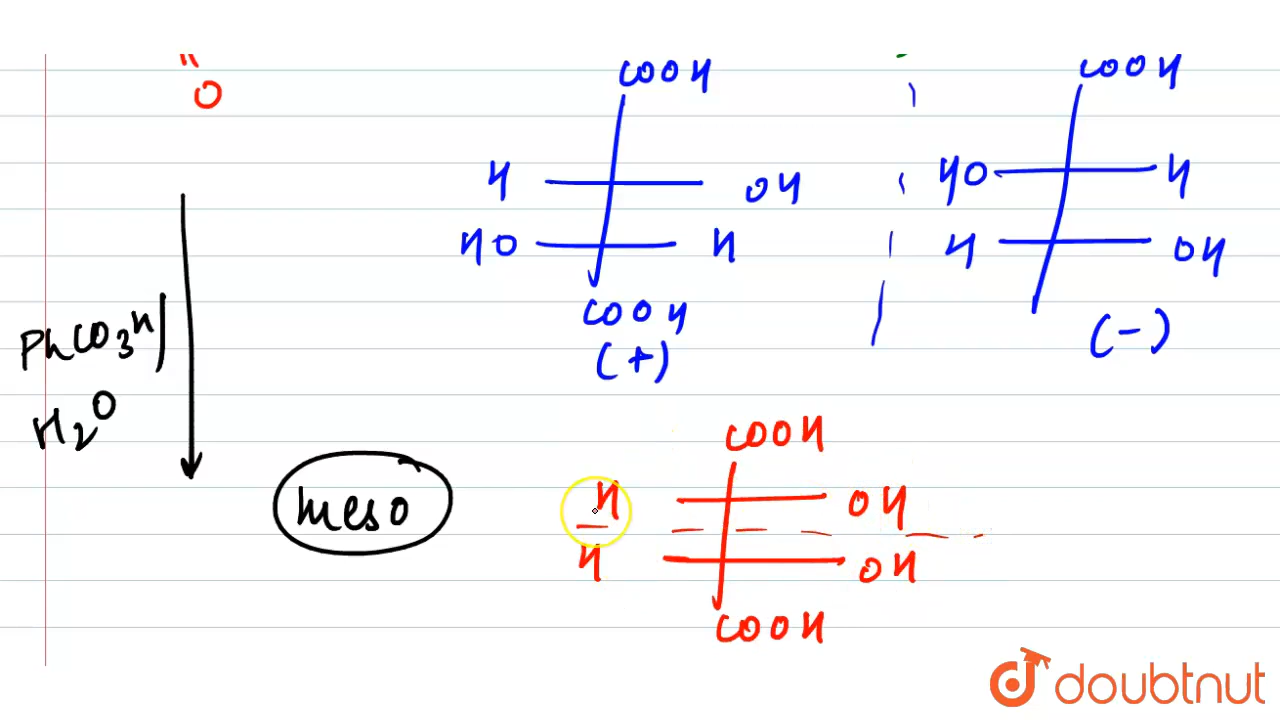 O
COOH
COOH
H OH
HO H
HO H
H OH
COOH
(+)
(-)
PhCO3H
H2O
meso
COOH
H OH
H OH
COOH
doubtnut